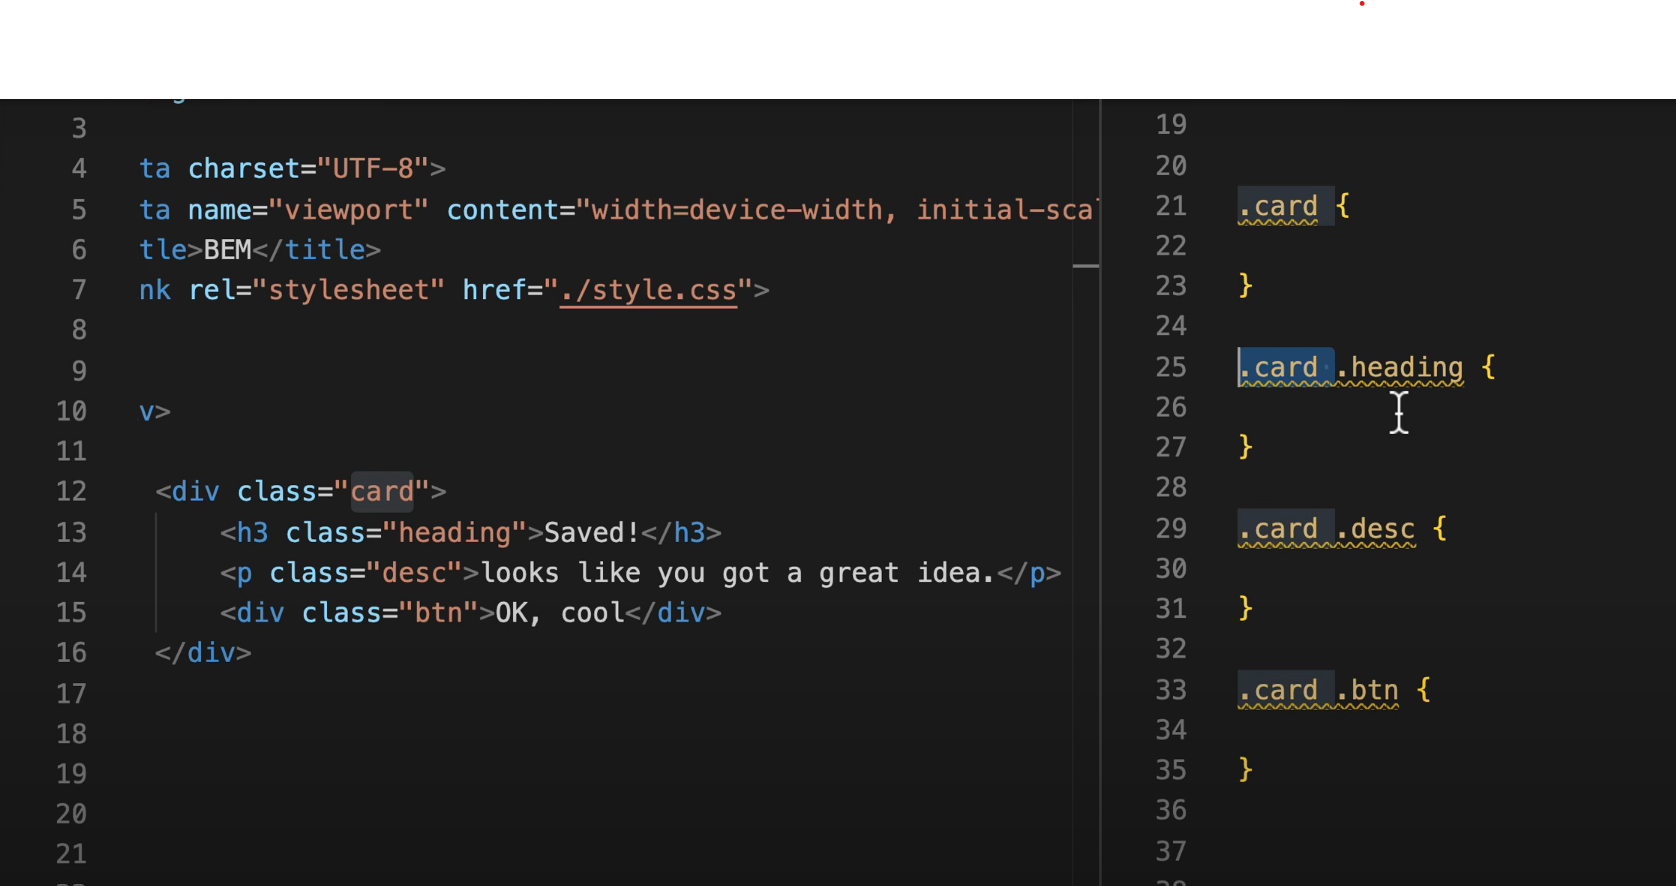 3
4 ta charset="UTF-8">
5 ta name="viewport" content="width=device-width, initial-sca
6 tle>BEM</title>
7 nk rel="stylesheet" href="./style.css">
8
9
10 v>
11
12 <div class="card">
13 <h3 class="heading">Saved!</h3>
14 <p class="desc">looks like you got a great idea.</p>
15 <div class="btn">OK, cool</div>
16 </div>
17
18
19
20
21
19
20
21 .card {
22
23 }
24
25 .card .heading {
26
27 }
28
29 .card .desc {
30
31 }
32
33 .card .btn {
34
35 }
36
37